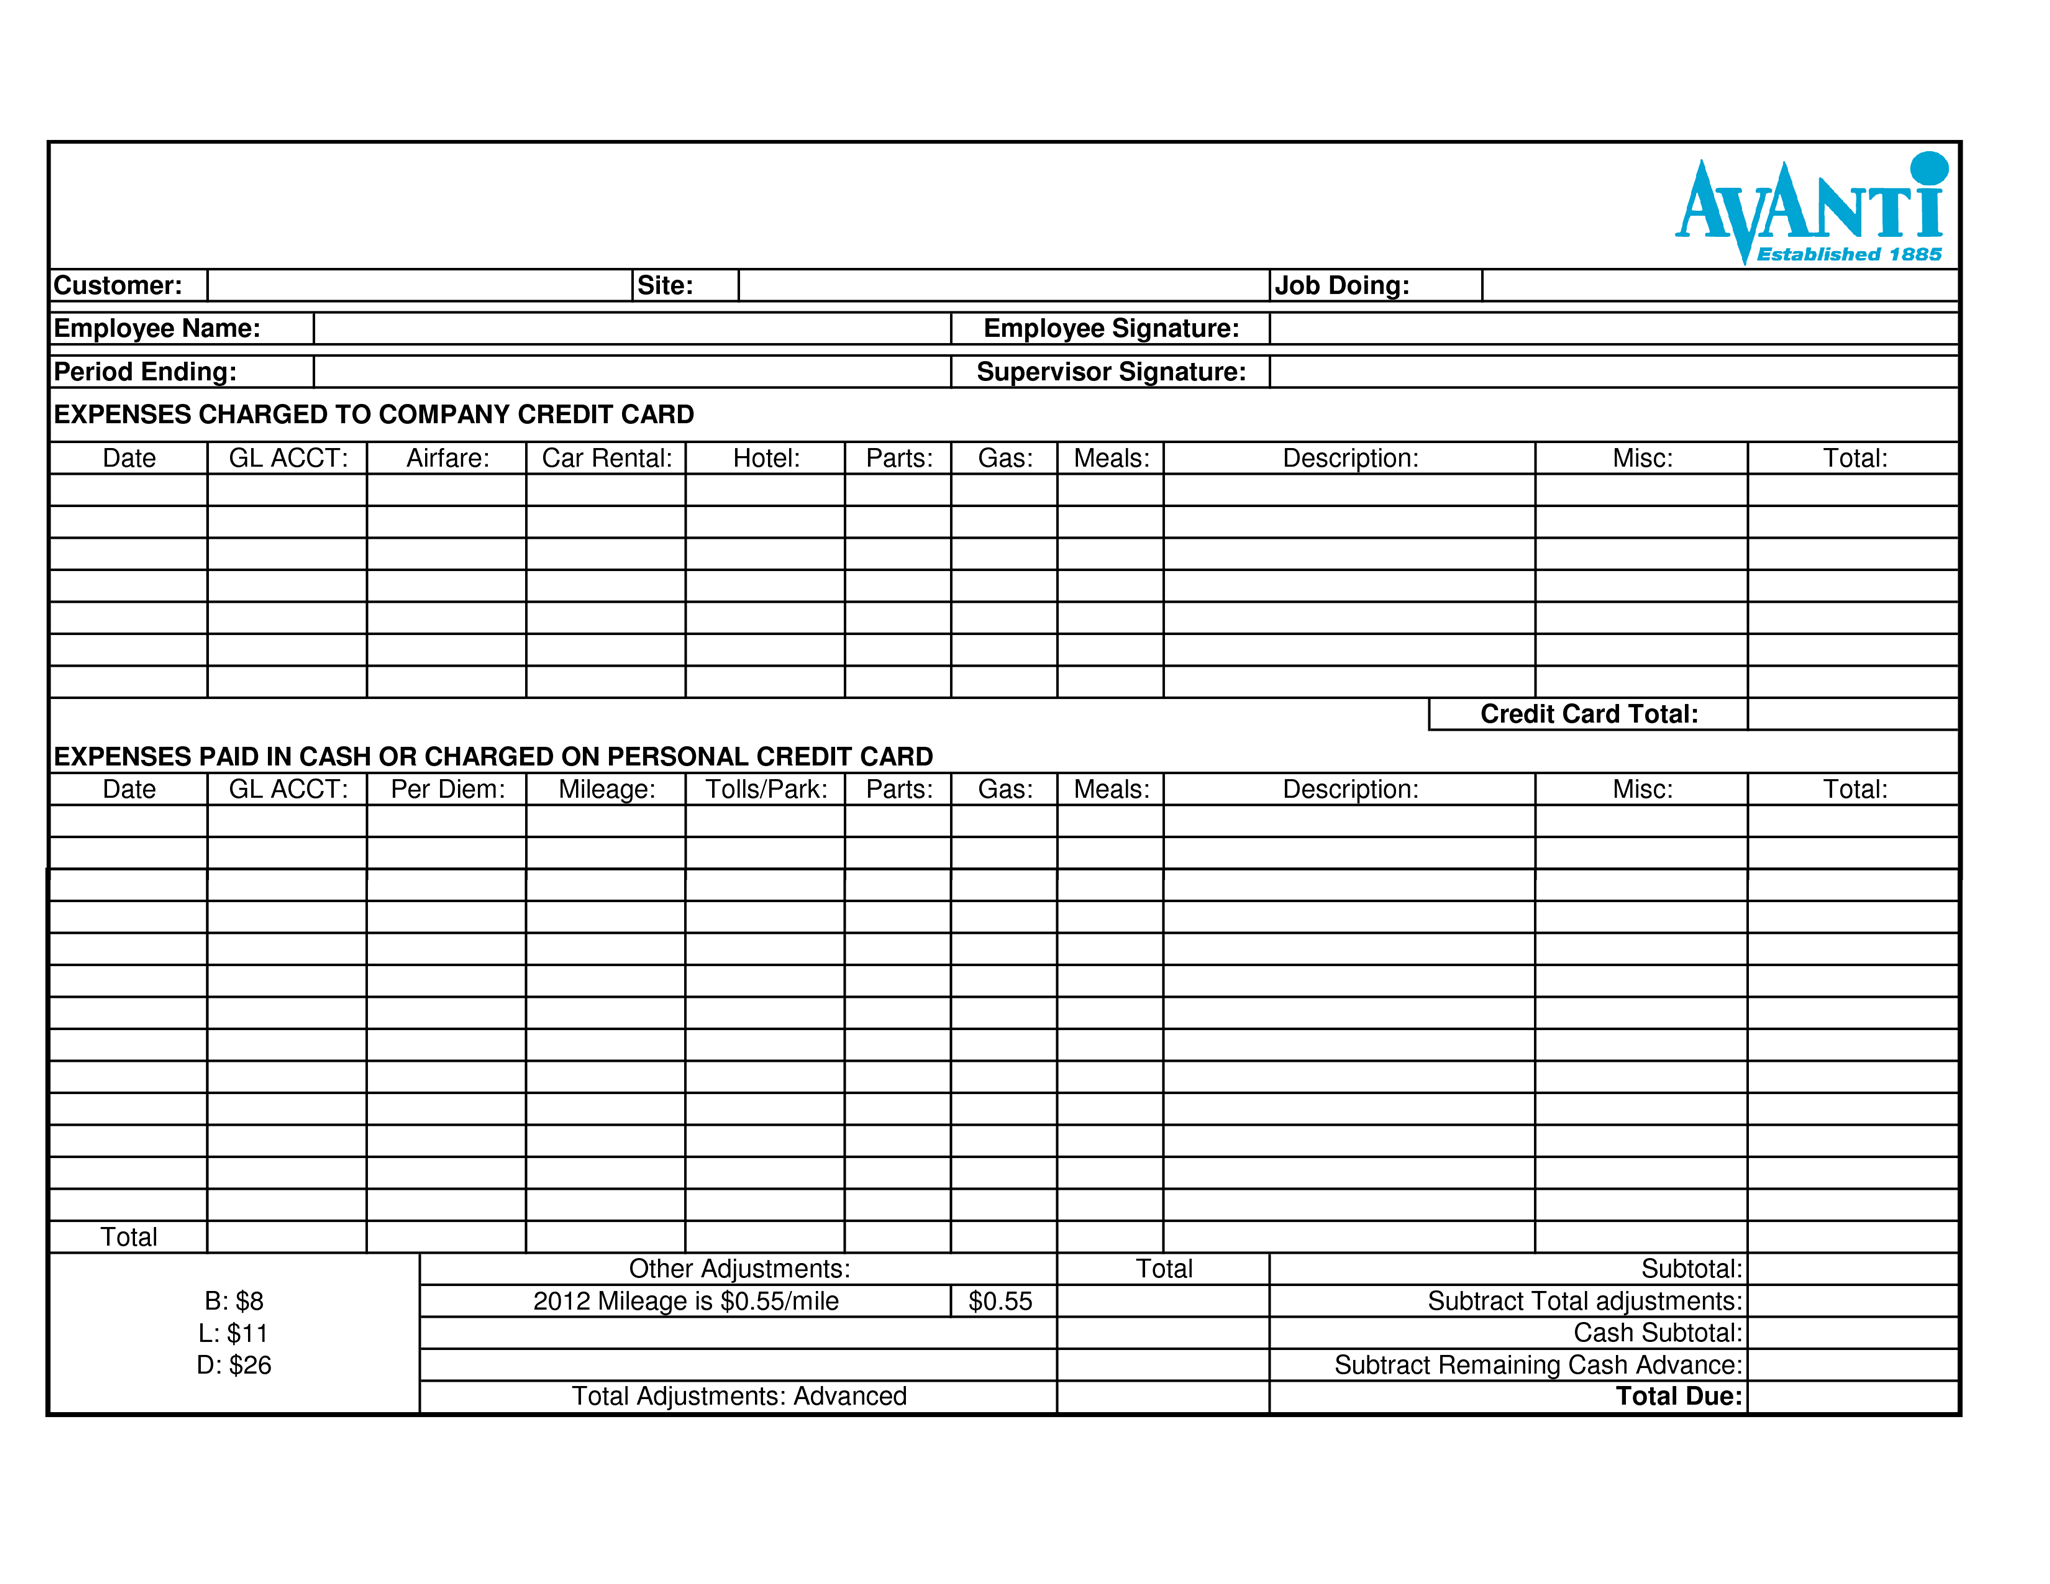 AVANTi
Established 1885
Customer: Site: Job Doing:
Employee Name: Employee Signature:
Period Ending: Supervisor Signature:
EXPENSES CHARGED TO COMPANY CREDIT CARD
Date GL ACCT: Airfare: Car Rental: Hotel: Parts: Gas: Meals: Description: Misc: Total:
Credit Card Total:
EXPENSES PAID IN CASH OR CHARGED ON PERSONAL CREDIT CARD
Date GL ACCT: Per Diem: Mileage: Tolls/Park: Parts: Gas: Meals: Description: Misc: Total:
Total
Other Adjustments: Total Subtotal:
B: $8 2012 Mileage is $0.55/mile $0.55 Subtract Total adjustments:
L: $11 Cash Subtotal:
D: $26 Subtract Remaining Cash Advance:
Total Adjustments: Advanced Total Due: